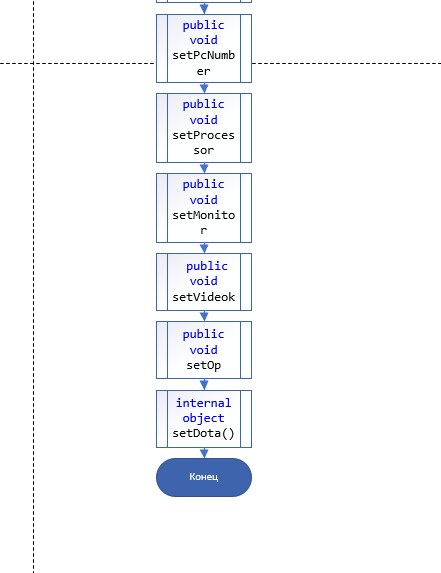 public
void
setPcNumb
er
public
void
setProces
sor
public
void
setMonito
r
public
void
setVideok
public
void
setOp
internal
object
setDota()
Конец